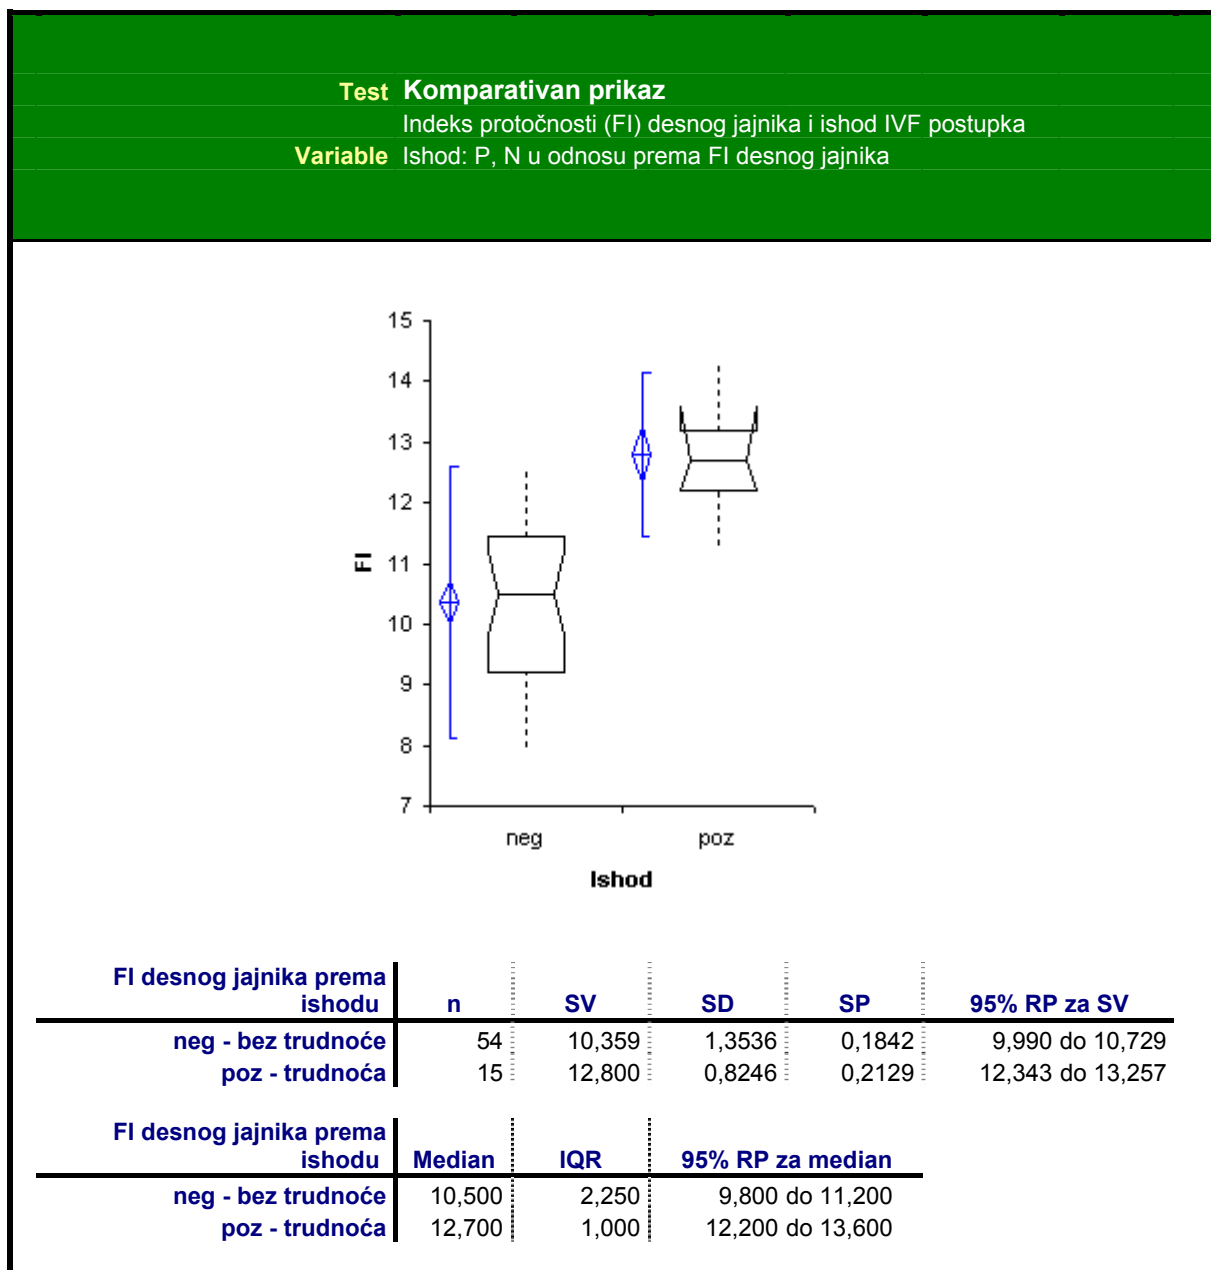 Test Komparativan prikaz
Indeks protočnosti (FI) desnog jajnika i ishod IVF postupka
Variable Ishod: P, N u odnosu prema FI desnog jajnika
15
14
13
12
11
10
9
8
7
FI
neg poz
Ishod
FI desnog jajnika prema
ishodu n SV SD SP 95% RP za SV
neg - bez trudnoće 54 10,359 1,3536 0,1842 9,990 do 10,729
poz - trudnoća 15 12,800 0,8246 0,2129 12,343 do 13,257
FI desnog jajnika prema
ishodu Median IQR 95% RP za median
neg - bez trudnoće 10,500 2,250 9,800 do 11,200
poz - trudnoća 12,700 1,000 12,200 do 13,600